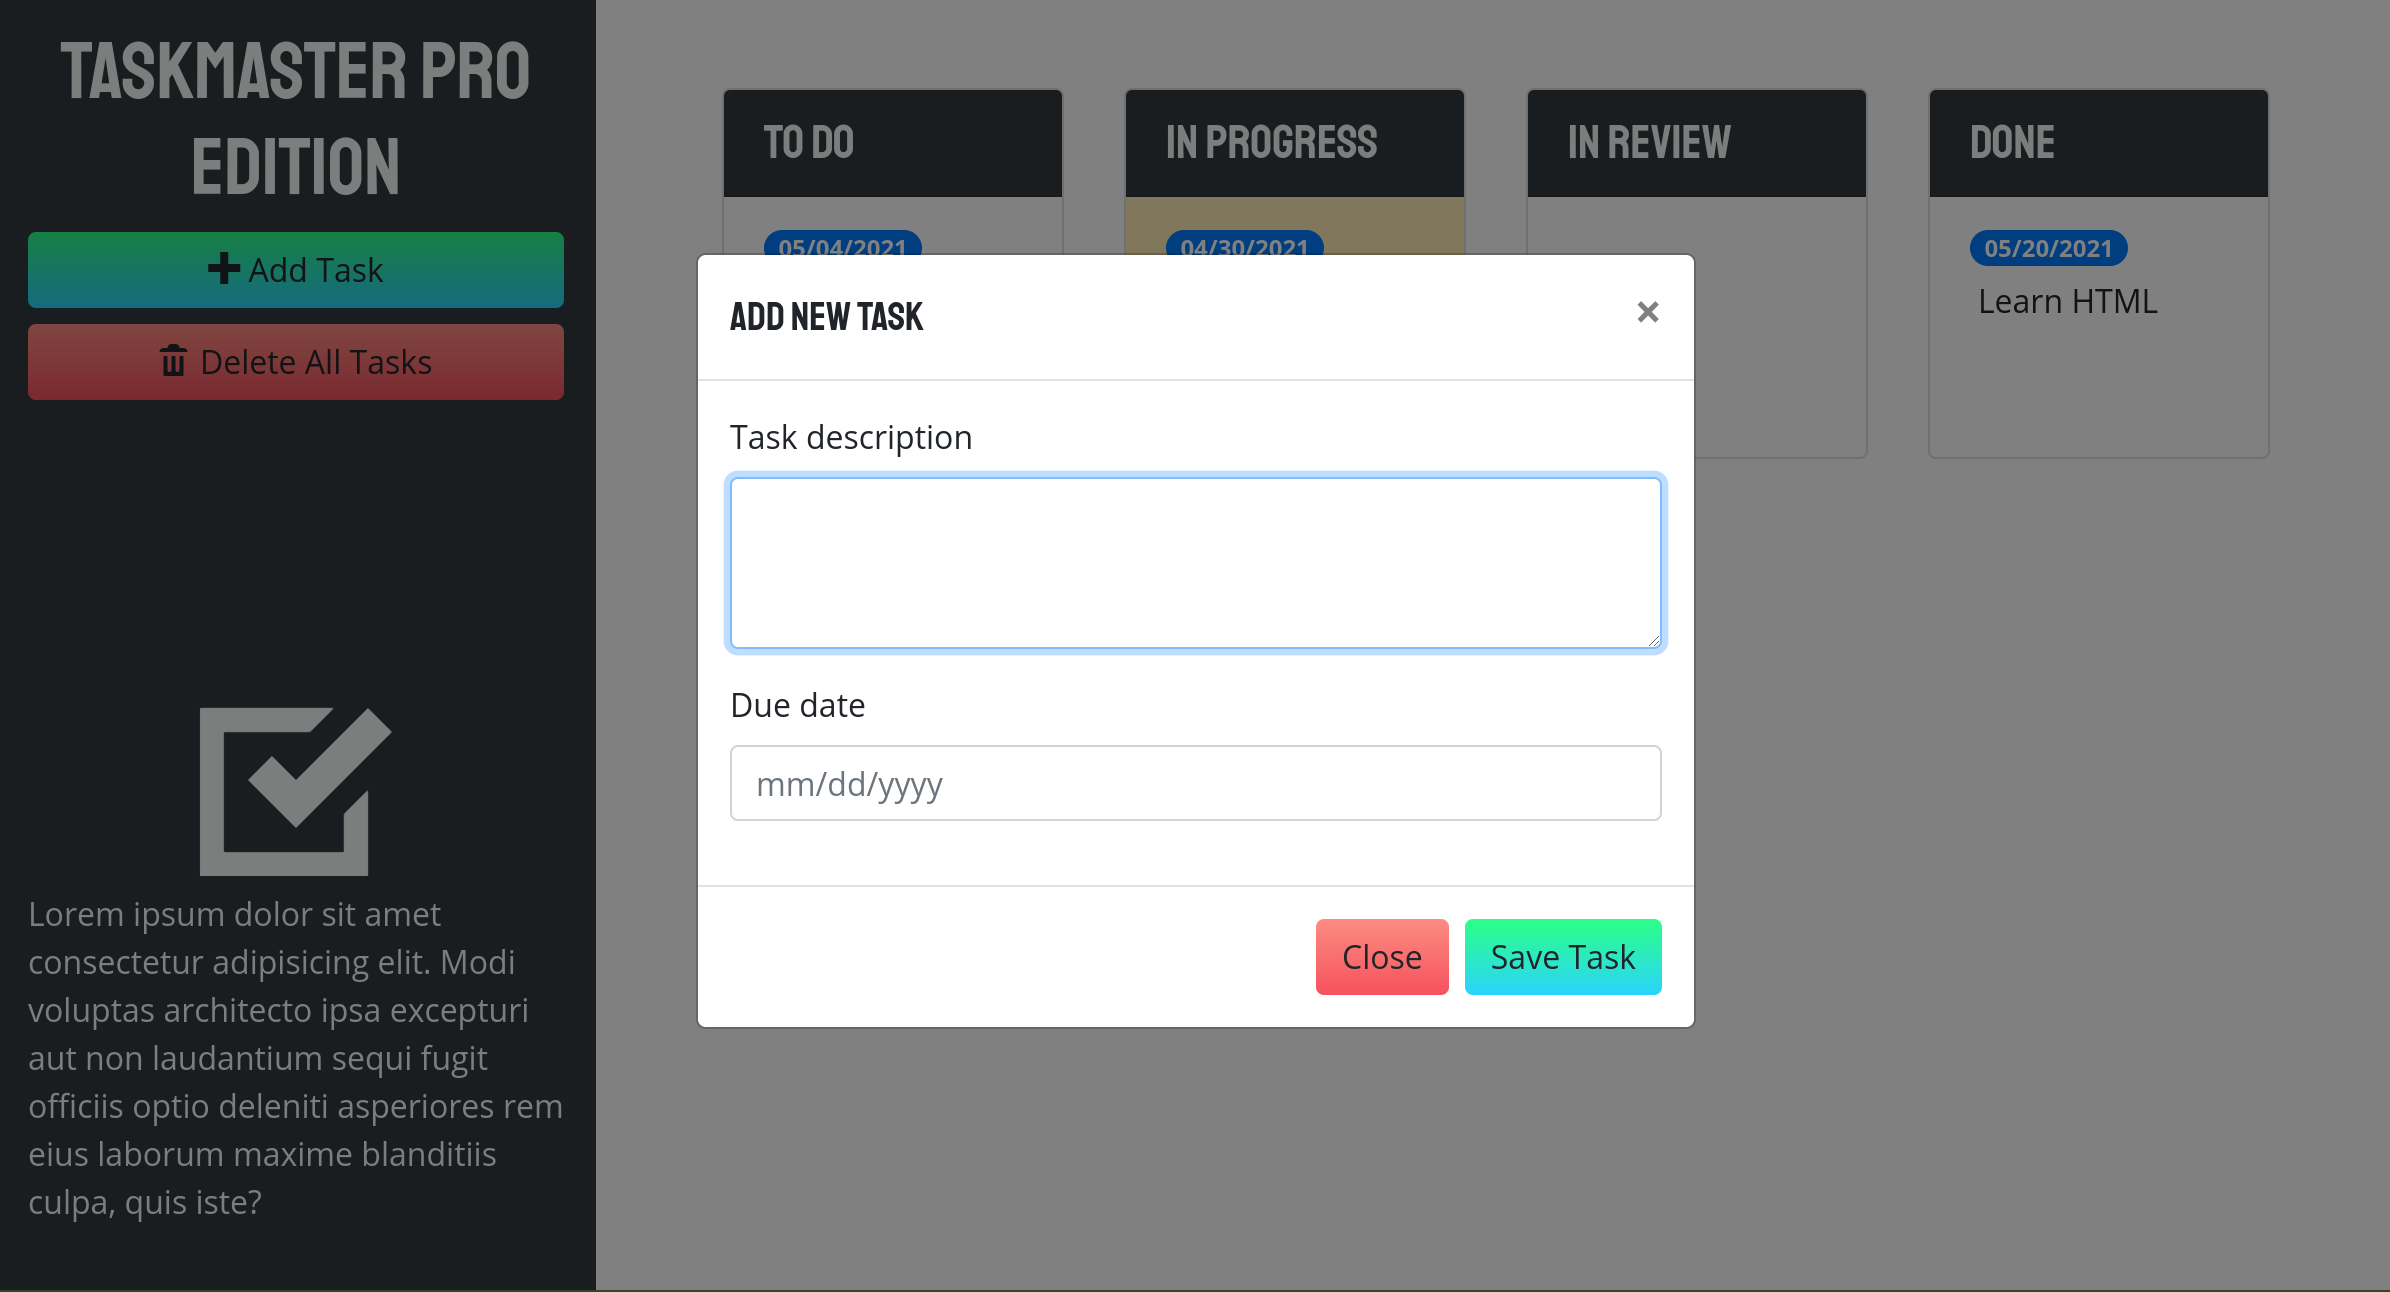 TASKMASTER PRO
EDITION
Add Task
Delete All Tasks
Lorem ipsum dolor sit amet
consectetur adipisicing elit. Modi
voluptas architecto ipsa excepturi
aut non laudantium sequi fugit
officiis optio deleniti asperiores rem
eius laborum maxime blanditiis
culpa, quis iste?
TO DO
05/04/2021
IN PROGRESS
04/30/2021
IN REVIEW
DONE
05/20/2021
Learn HTML
ADD NEW TASK
×
Task description
Due date
mm/dd/yyyy
Close
Save Task